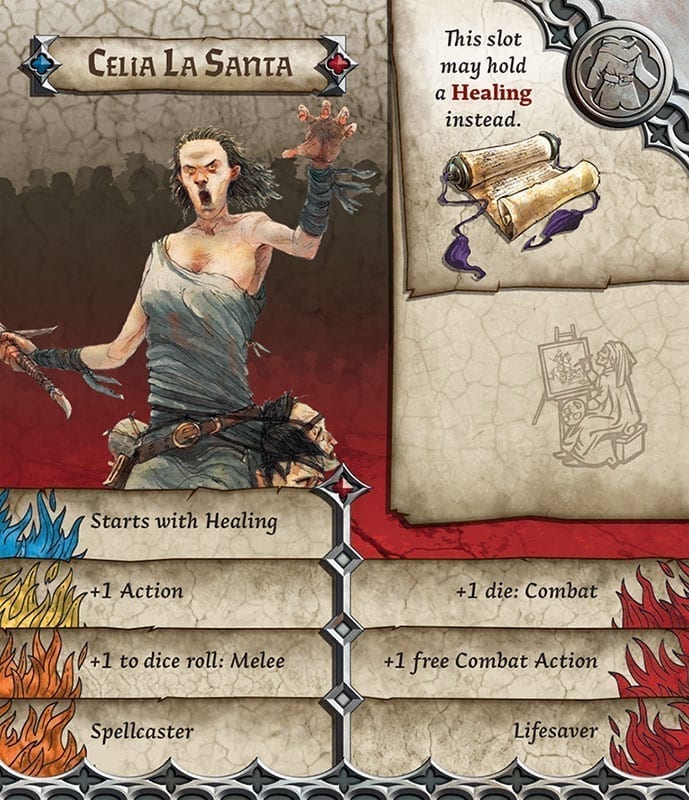 Celia La Santa
This slot
may hold
a Healing
instead.
Starts with Healing
+1 Action
+1 to dice roll: Melee
Spellcaster
+1 die: Combat
+1 free Combat Action
Lifesaver